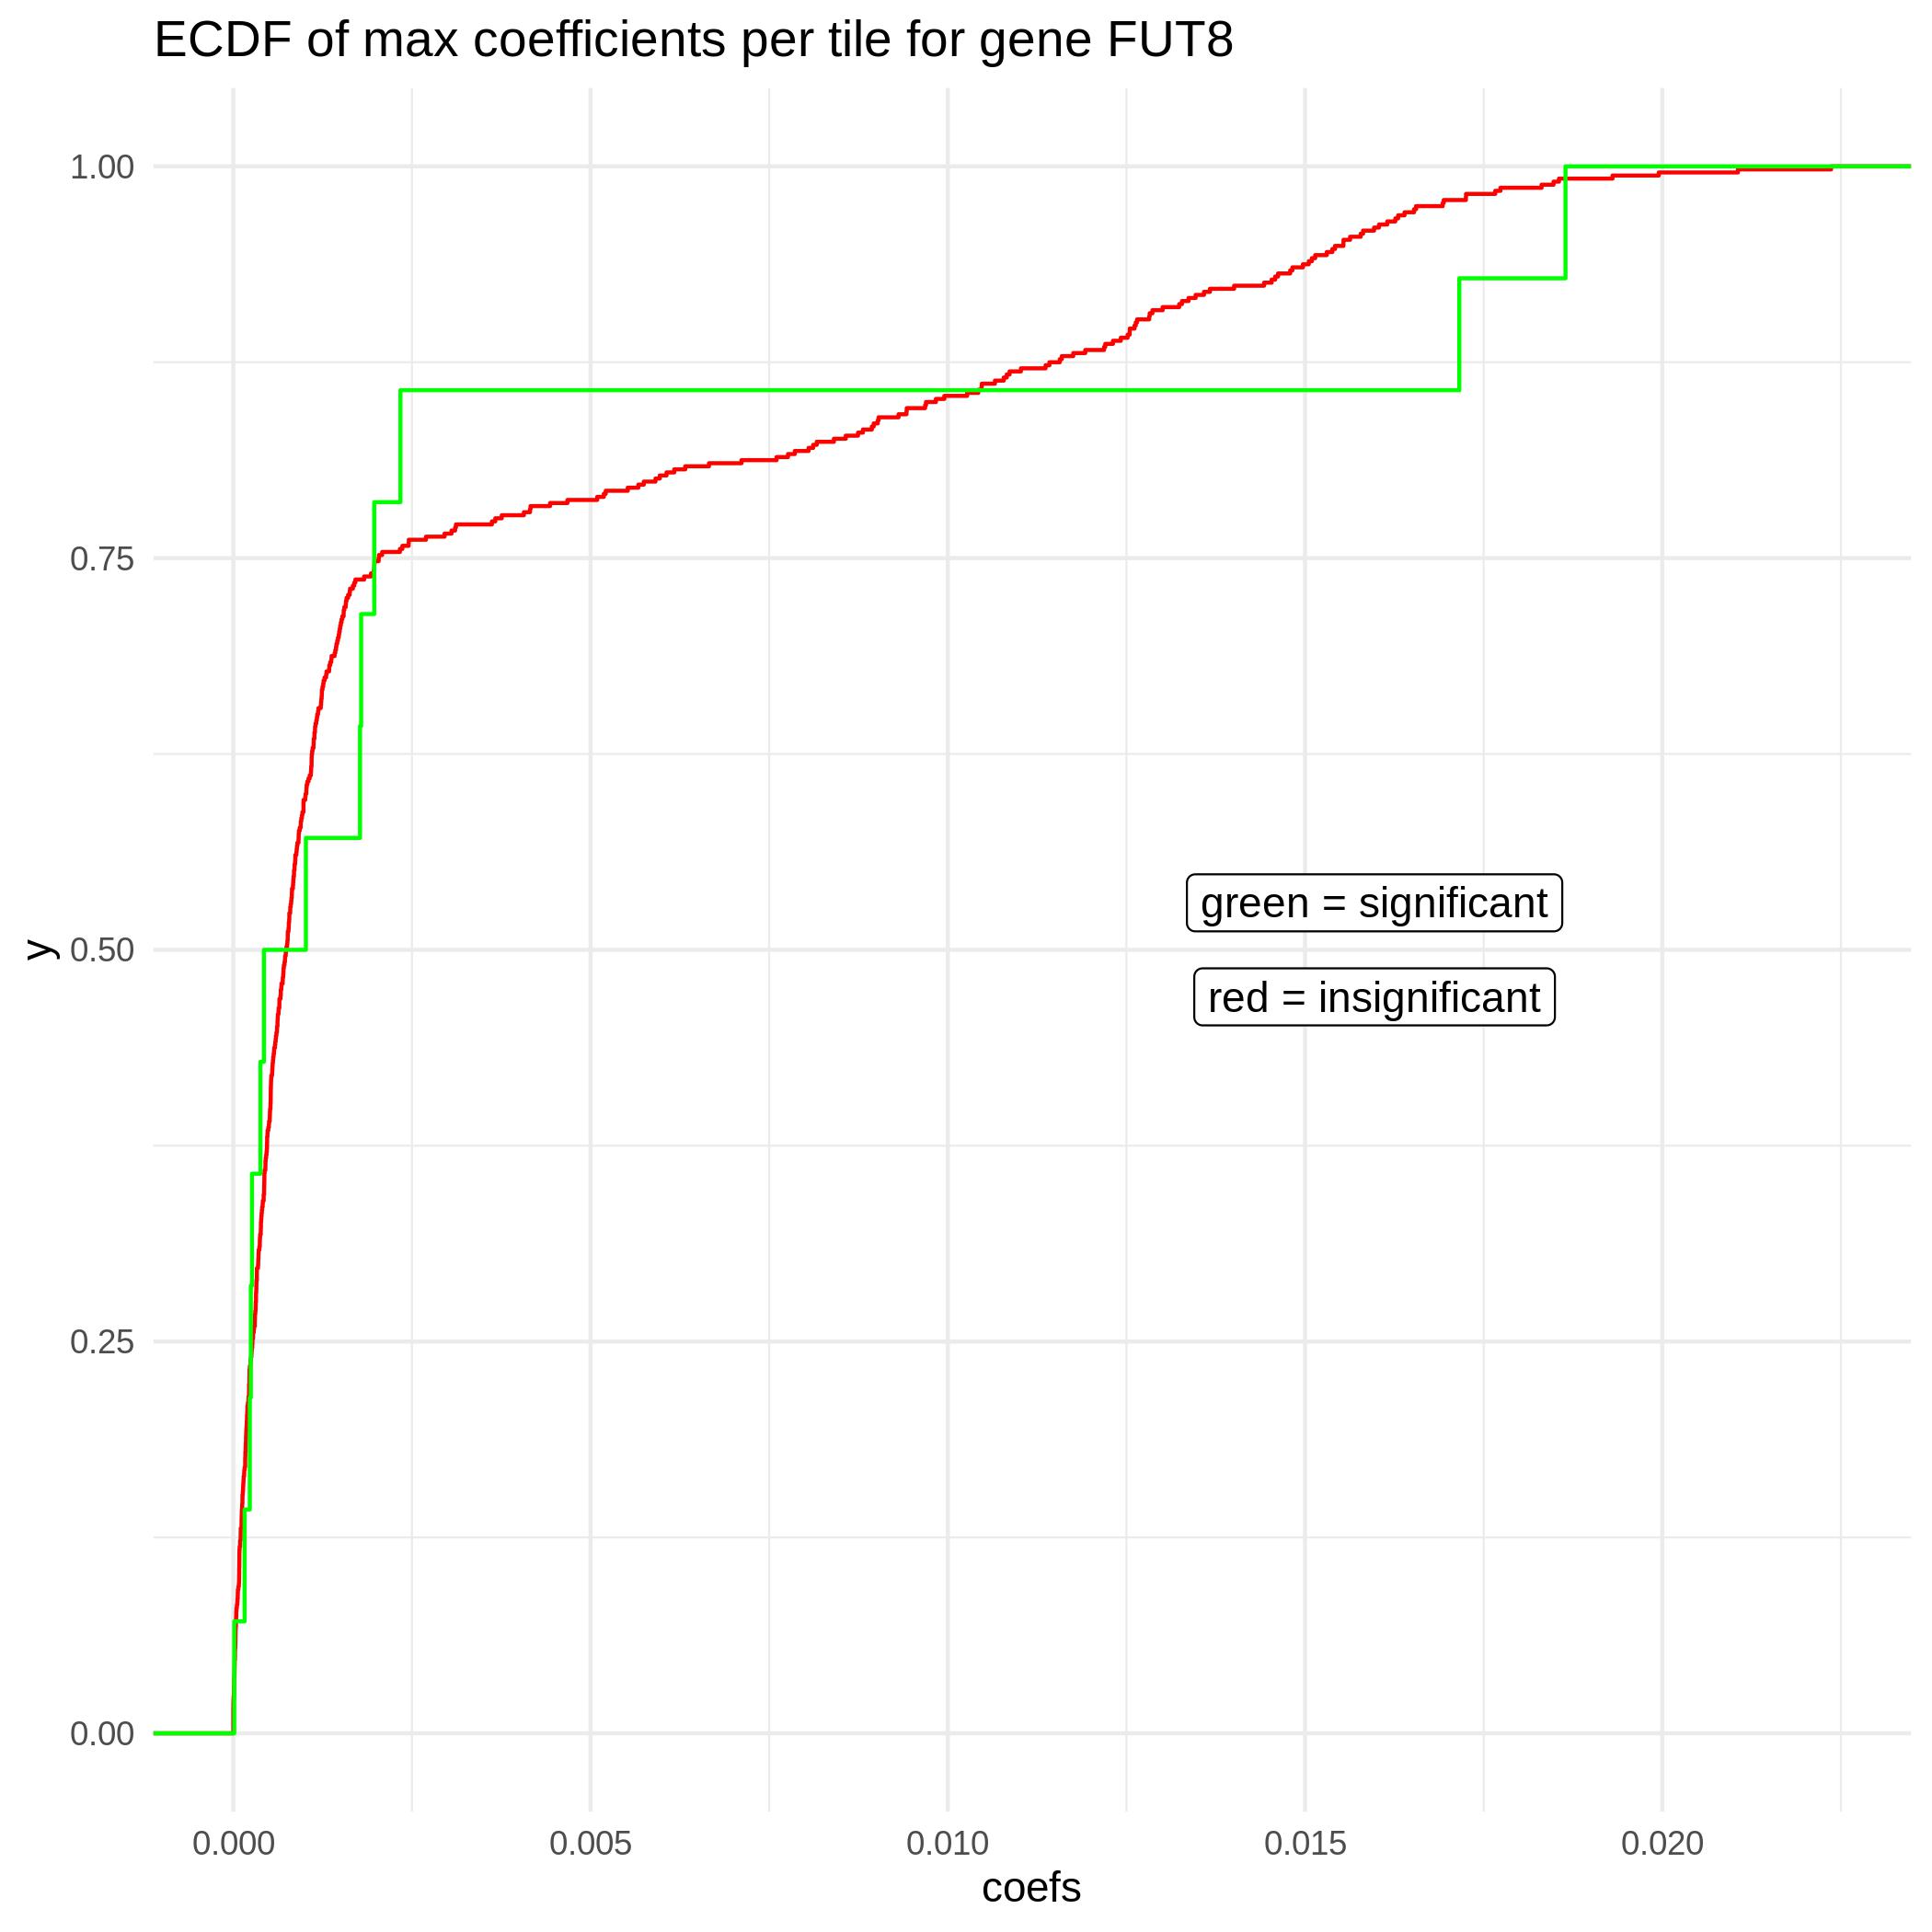 ECDF of max coefficients per tile for gene FUT8
1.00
0.75
0.50
0.25
0.00
y
green = significant
red = insignificant
0.000 0.005 0.010 0.015 0.020
coefs